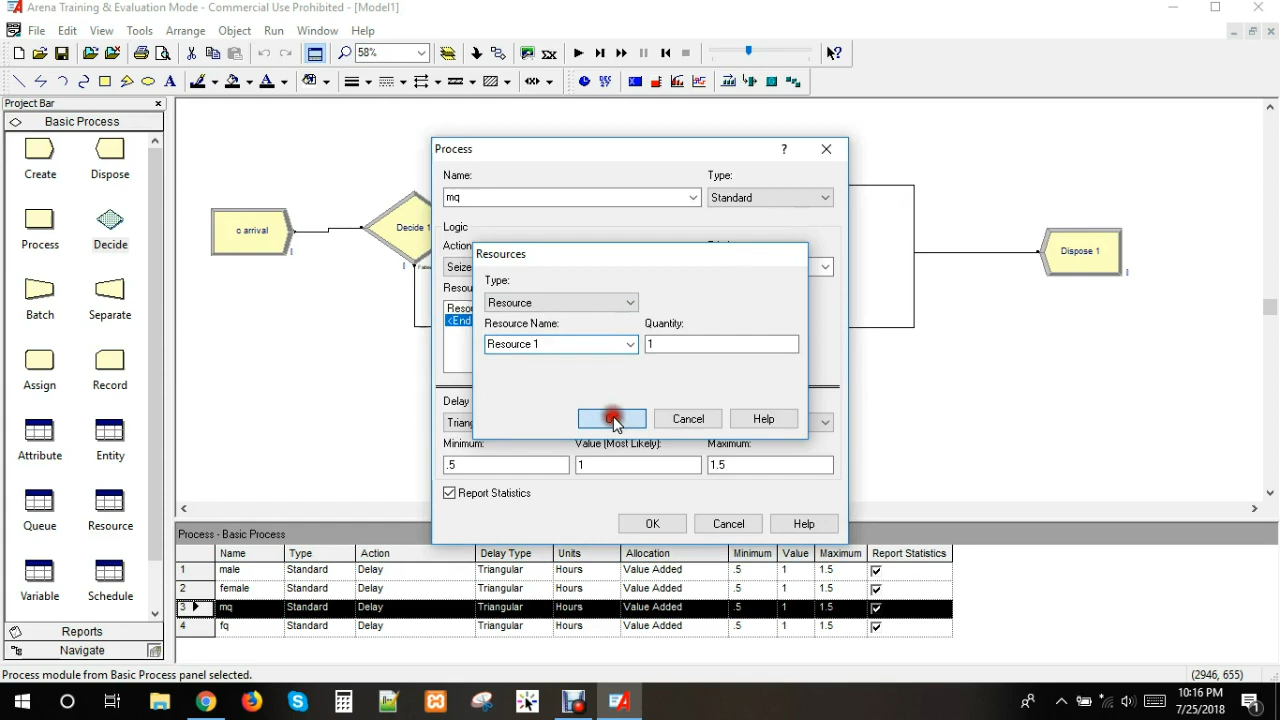 Arena Training & Evaluation Mode - Commercial Use Prohibited - [Model1]
File Edit View Tools Arrange Object Run Window Help
58%
Project Bar
Basic Process
Create Dispose
Process Decide
Batch Separate
Assign Record
Attribute Entity
Queue Resource
Variable Schedule
Reports
Navigate
c arrival
Decide 1
Dispose 1
Process
Name: Type:
mq Standard
Logic
Action
Seize
Resources
Type:
Resource
Resource Name: Quantity:
Resource 1 1
Cancel Help
Delay
Minimum: Value (Most Likely): Maximum:
.5 1 1.5
Report Statistics
OK Cancel Help
Process - Basic Process
Name Type Action Delay Type Units Allocation Minimum Value Maximum Report Statistics
1 male Standard Delay Triangular Hours Value Added .5 1 1.5
2 female Standard Delay Triangular Hours Value Added .5 1 1.5
3 mq Standard Delay Triangular Hours Value Added .5 1 1.5
4 fq Standard Delay Triangular Hours Value Added .5 1 1.5
Process module from Basic Process panel selected. (2946, 655)
10:16 PM
7/25/2018